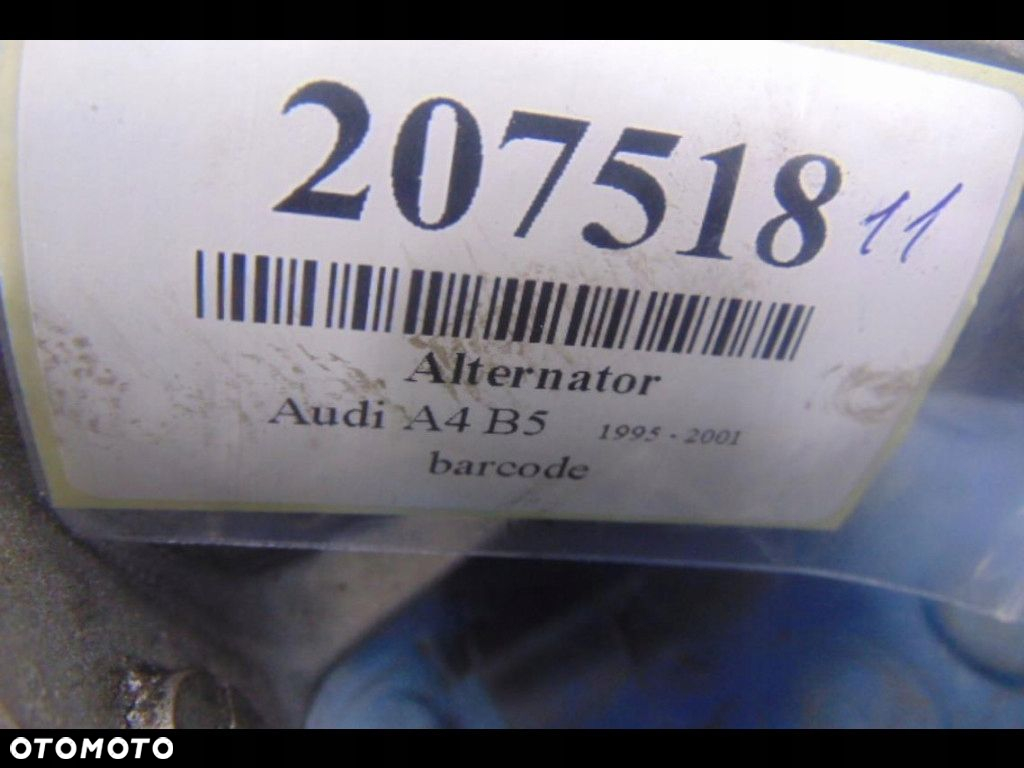 207518 11
Alternator
Audi A4 B5 1995 - 2001
barcode
OTOMOTO